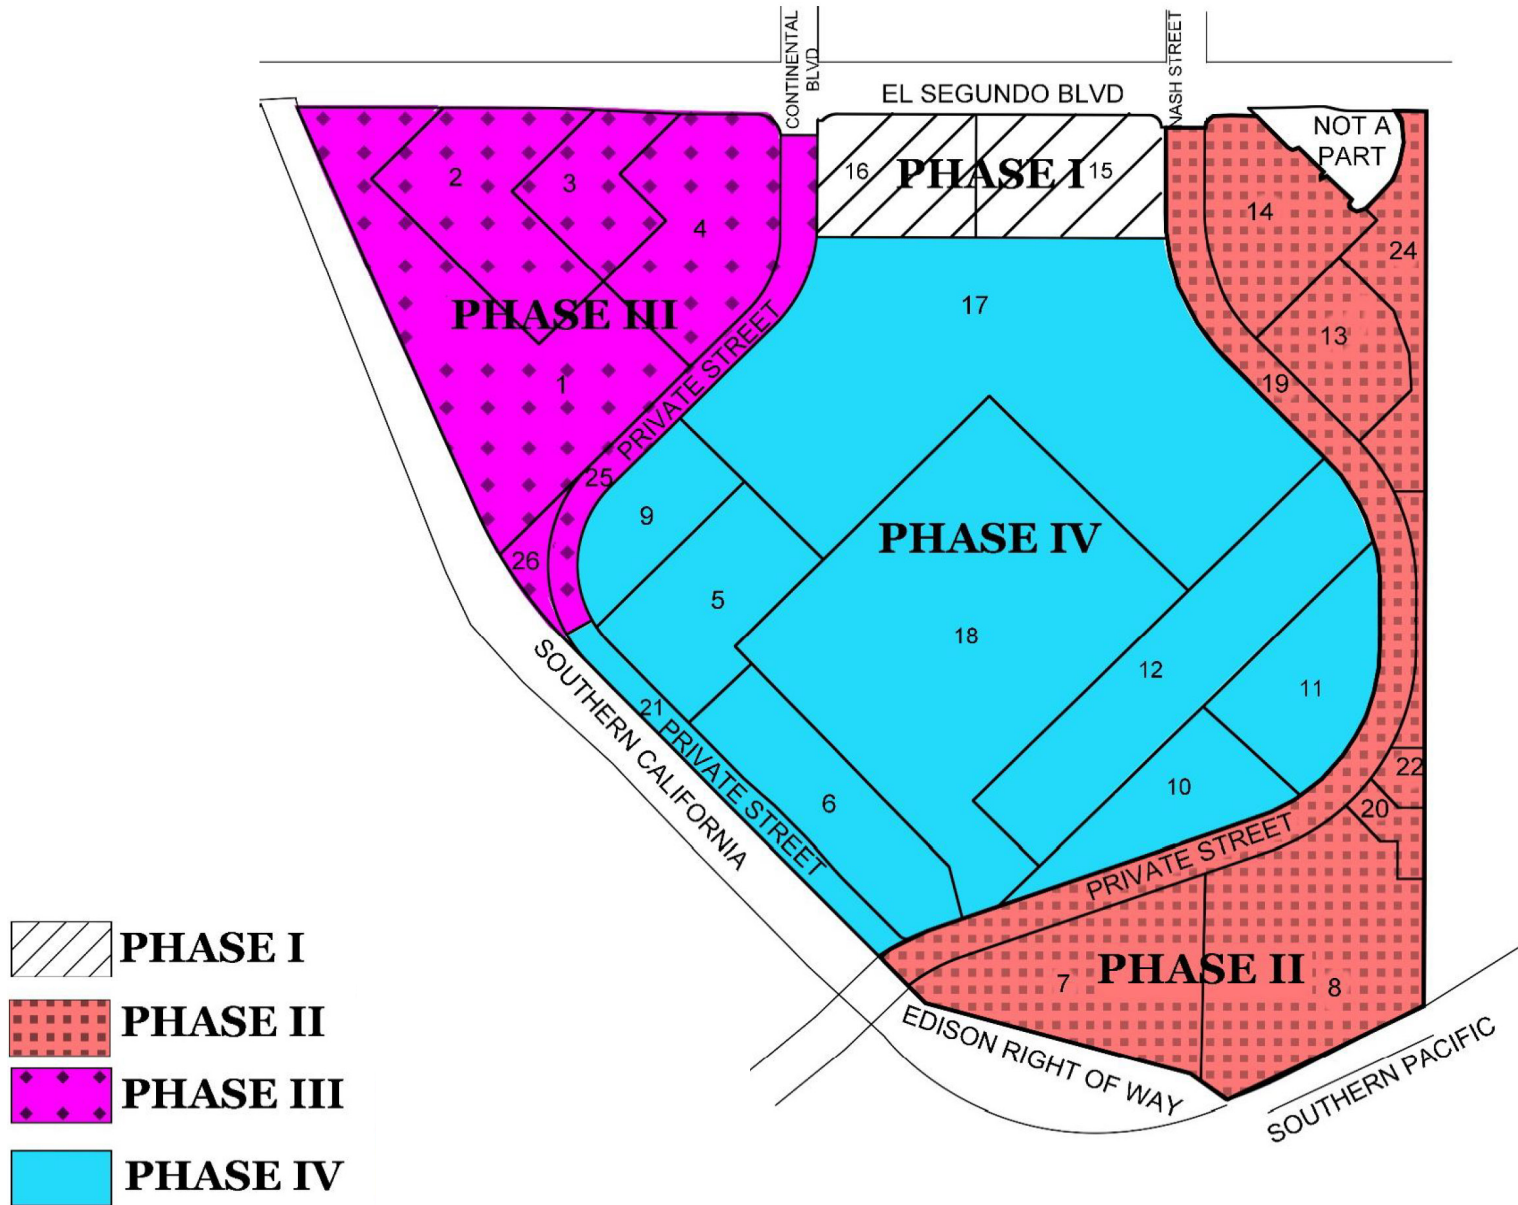 CONTINENTAL
BLVD
NASH STREET
EL SEGUNDO BLVD
NOT A
PART
16
PHASE I
15
2
3
4
14
24
PHASE III
17
13
1
19
PRIVATE STREET
25
9
PHASE IV
26
5
18
12
11
21
PRIVATE STREET
SOUTHERN CALIFORNIA
6
10
22
20
PRIVATE STREET
7
PHASE II
8
EDISON RIGHT OF WAY
SOUTHERN PACIFIC
PHASE I
PHASE II
PHASE III
PHASE IV